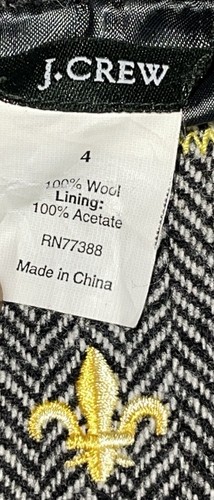 J.CREW
4
100% Wool
Lining:
100% Acetate
RN77388
Made in China